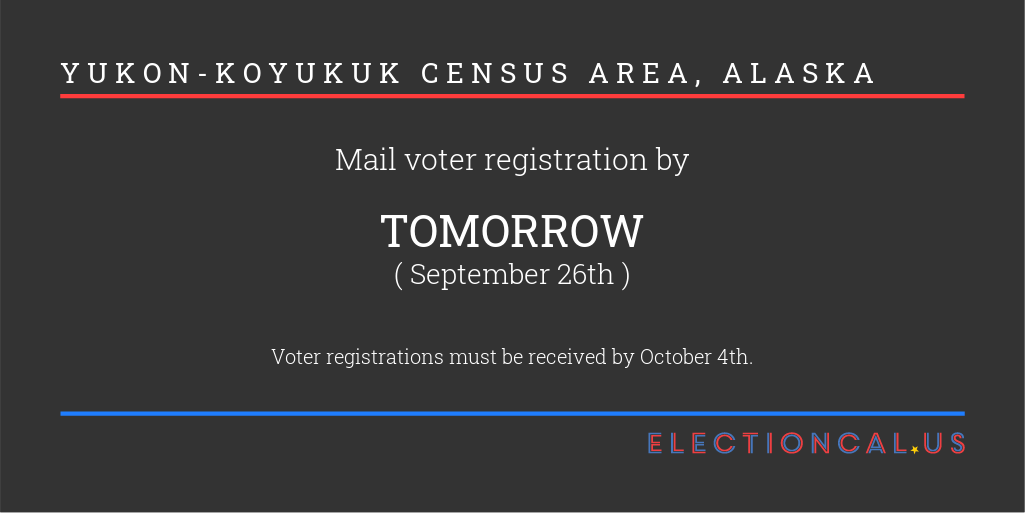 YUKON-KOYUKUK CENSUS AREA, ALASKA
Mail voter registration by
TOMORROW
( September 26th )
Voter registrations must be received by October 4th.
ELECTIONCAL.US